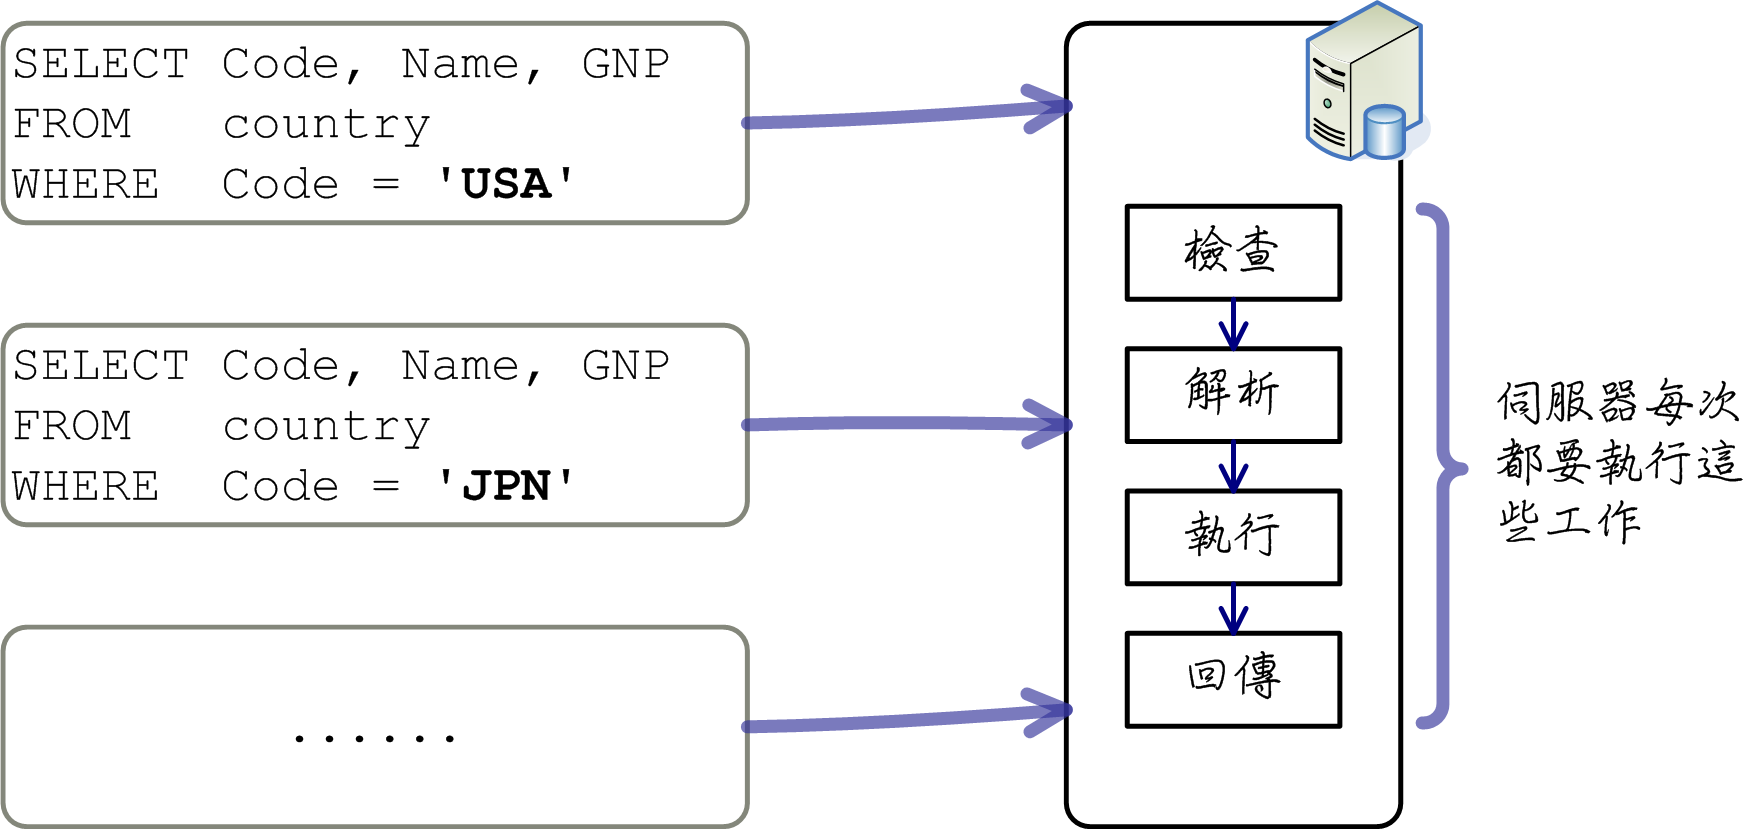 SELECT Code, Name, GNP
FROM country
WHERE Code = 'USA'
SELECT Code, Name, GNP
FROM country
WHERE Code = 'JPN'
......
檢查
解析
執行
回傳
伺服器每次
都要執行這
些工作